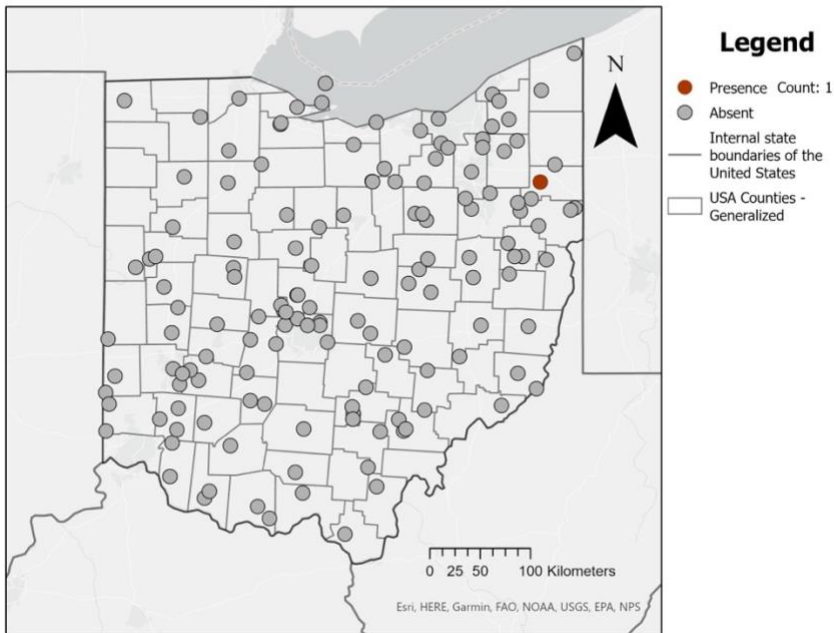 Legend
N
Presence Count: 1
Absent
Internal state
boundaries of the
United States
USA Counties -
Generalized
0 25 50 100 Kilometers
Esri, HERE, Garmin, FAO, NOAA, USGS, EPA, NPS